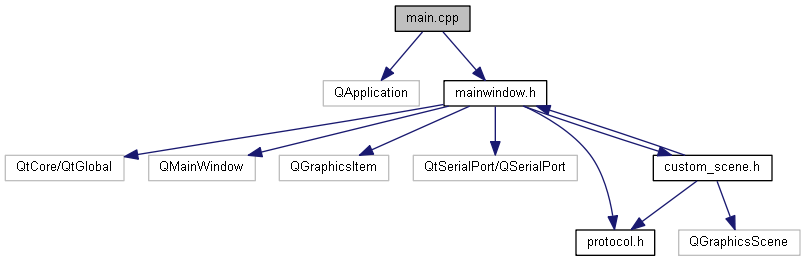 main.cpp
QApplication
mainwindow.h
QtCore/QtGlobal
QMainWindow
QGraphicsItem
QtSerialPort/QSerialPort
custom_scene.h
protocol.h
QGraphicsScene